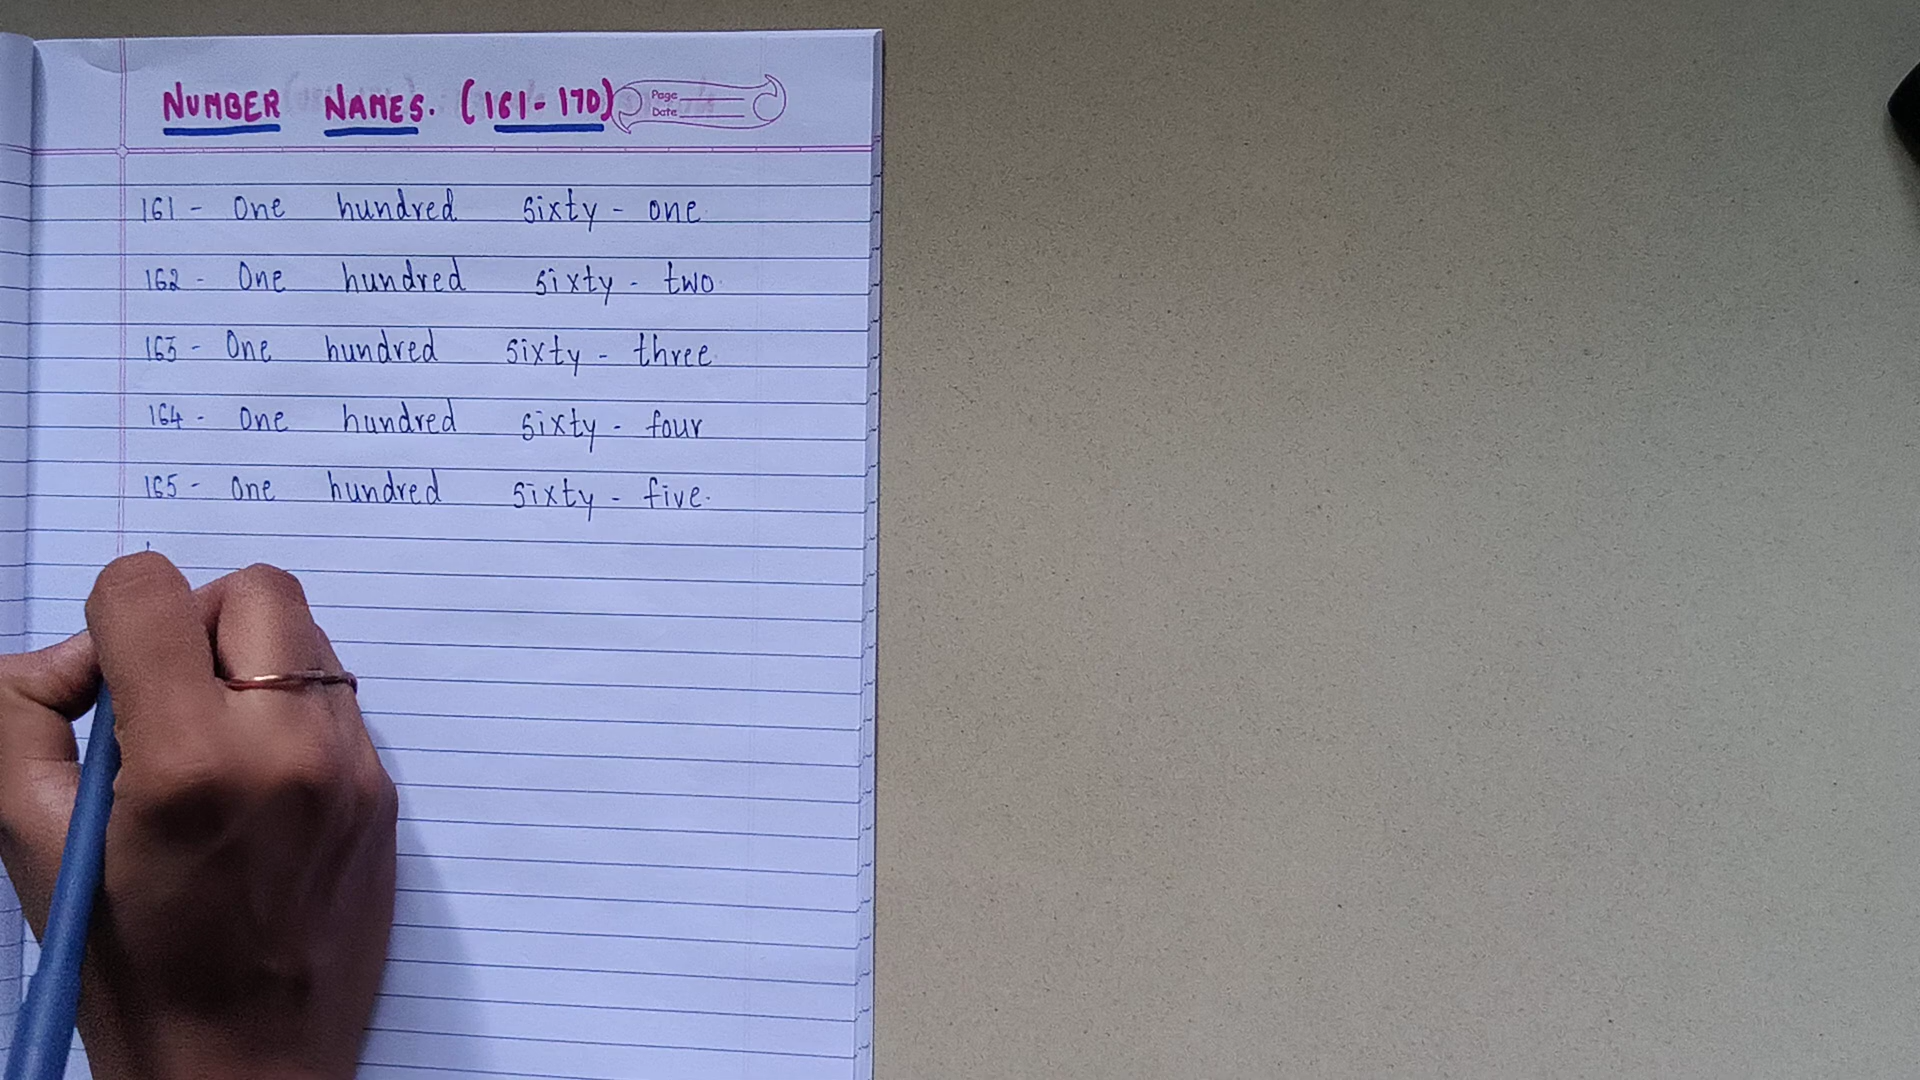 NUMBER NAMES. (161-170)
Page
Date
161 - One hundred sixty - one
162 - One hundred sixty - two
163 - One hundred sixty - three
164 - One hundred sixty - four
165 - One hundred sixty - five.